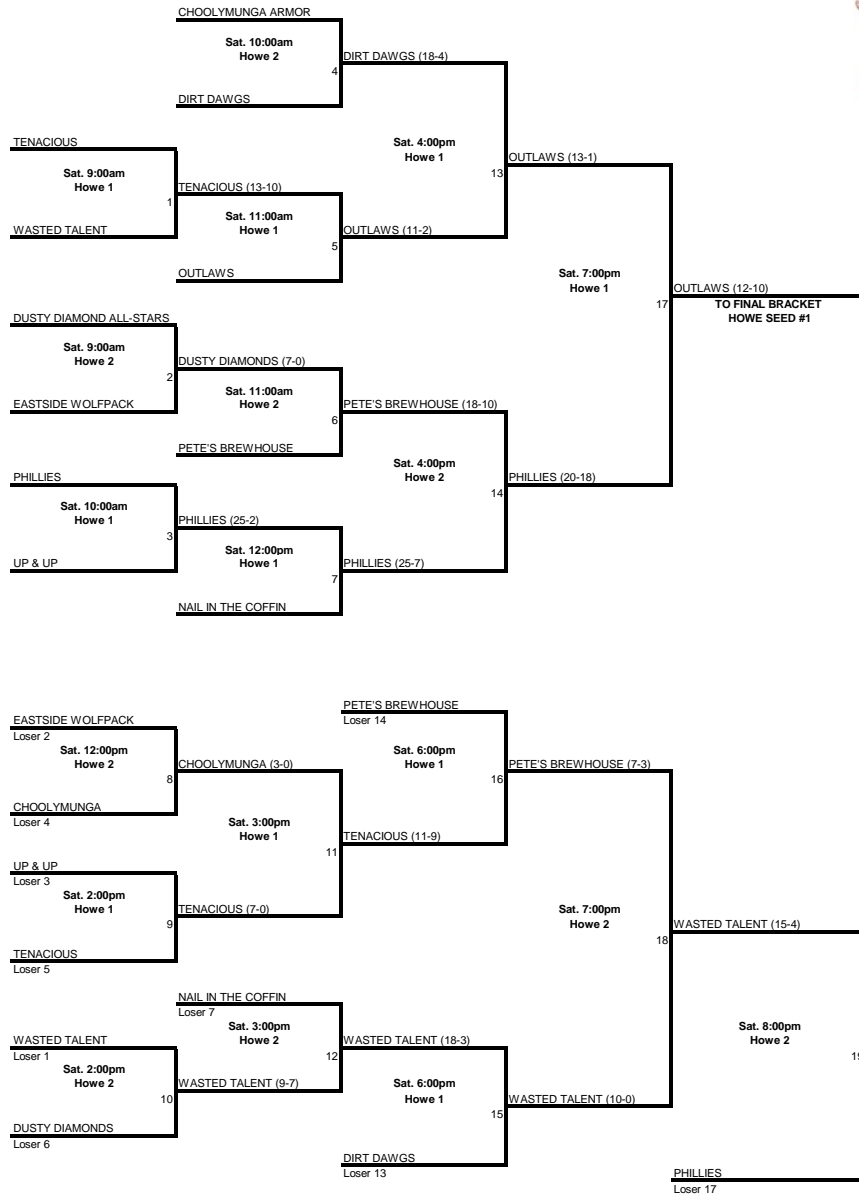 CHOOLYMUNGA ARMOR
Sat. 10:00am
Howe 2
DIRT DAWGS (18-4)
4
DIRT DAWGS
TENACIOUS
Sat. 4:00pm
Howe 1
OUTLAWS (13-1)
Sat. 9:00am
Howe 1
13
TENACIOUS (13-10)
1
Sat. 11:00am
Howe 1
WASTED TALENT
OUTLAWS (11-2)
5
OUTLAWS
Sat. 7:00pm
Howe 1
OUTLAWS (12-10)
17
TO FINAL BRACKET
HOWE SEED #1
DUSTY DIAMOND ALL-STARS
Sat. 9:00am
Howe 2
DUSTY DIAMONDS (7-0)
2
Sat. 11:00am
Howe 2
EASTSIDE WOLFPACK
PETE'S BREWHOUSE (18-10)
6
PETE'S BREWHOUSE
Sat. 4:00pm
Howe 2
PHILLIES
PHILLIES (20-18)
14
Sat. 10:00am
Howe 1
PHILLIES (25-2)
3
Sat. 12:00pm
Howe 1
UP & UP
PHILLIES (25-7)
7
NAIL IN THE COFFIN
PETE'S BREWHOUSE
Loser 14
EASTSIDE WOLFPACK
Loser 2
Sat. 12:00pm
Howe 2
Sat. 6:00pm
Howe 1
CHOOLYMUNGA (3-0)
PETE'S BREWHOUSE (7-3)
8
16
CHOOLYMUNGA
Loser 4
Sat. 3:00pm
Howe 1
TENACIOUS (11-9)
11
UP & UP
Loser 3
Sat. 2:00pm
Howe 1
TENACIOUS (7-0)
9
Sat. 7:00pm
Howe 2
WASTED TALENT (15-4)
18
TENACIOUS
Loser 5
NAIL IN THE COFFIN
Loser 7
Sat. 3:00pm
Howe 2
Sat. 8:00pm
Howe 2
WASTED TALENT
Loser 1
WASTED TALENT (18-3)
12
19
Sat. 2:00pm
Howe 2
WASTED TALENT (9-7)
10
Sat. 6:00pm
Howe 1
WASTED TALENT (10-0)
15
DUSTY DIAMONDS
Loser 6
DIRT DAWGS
Loser 13
PHILLIES
Loser 17